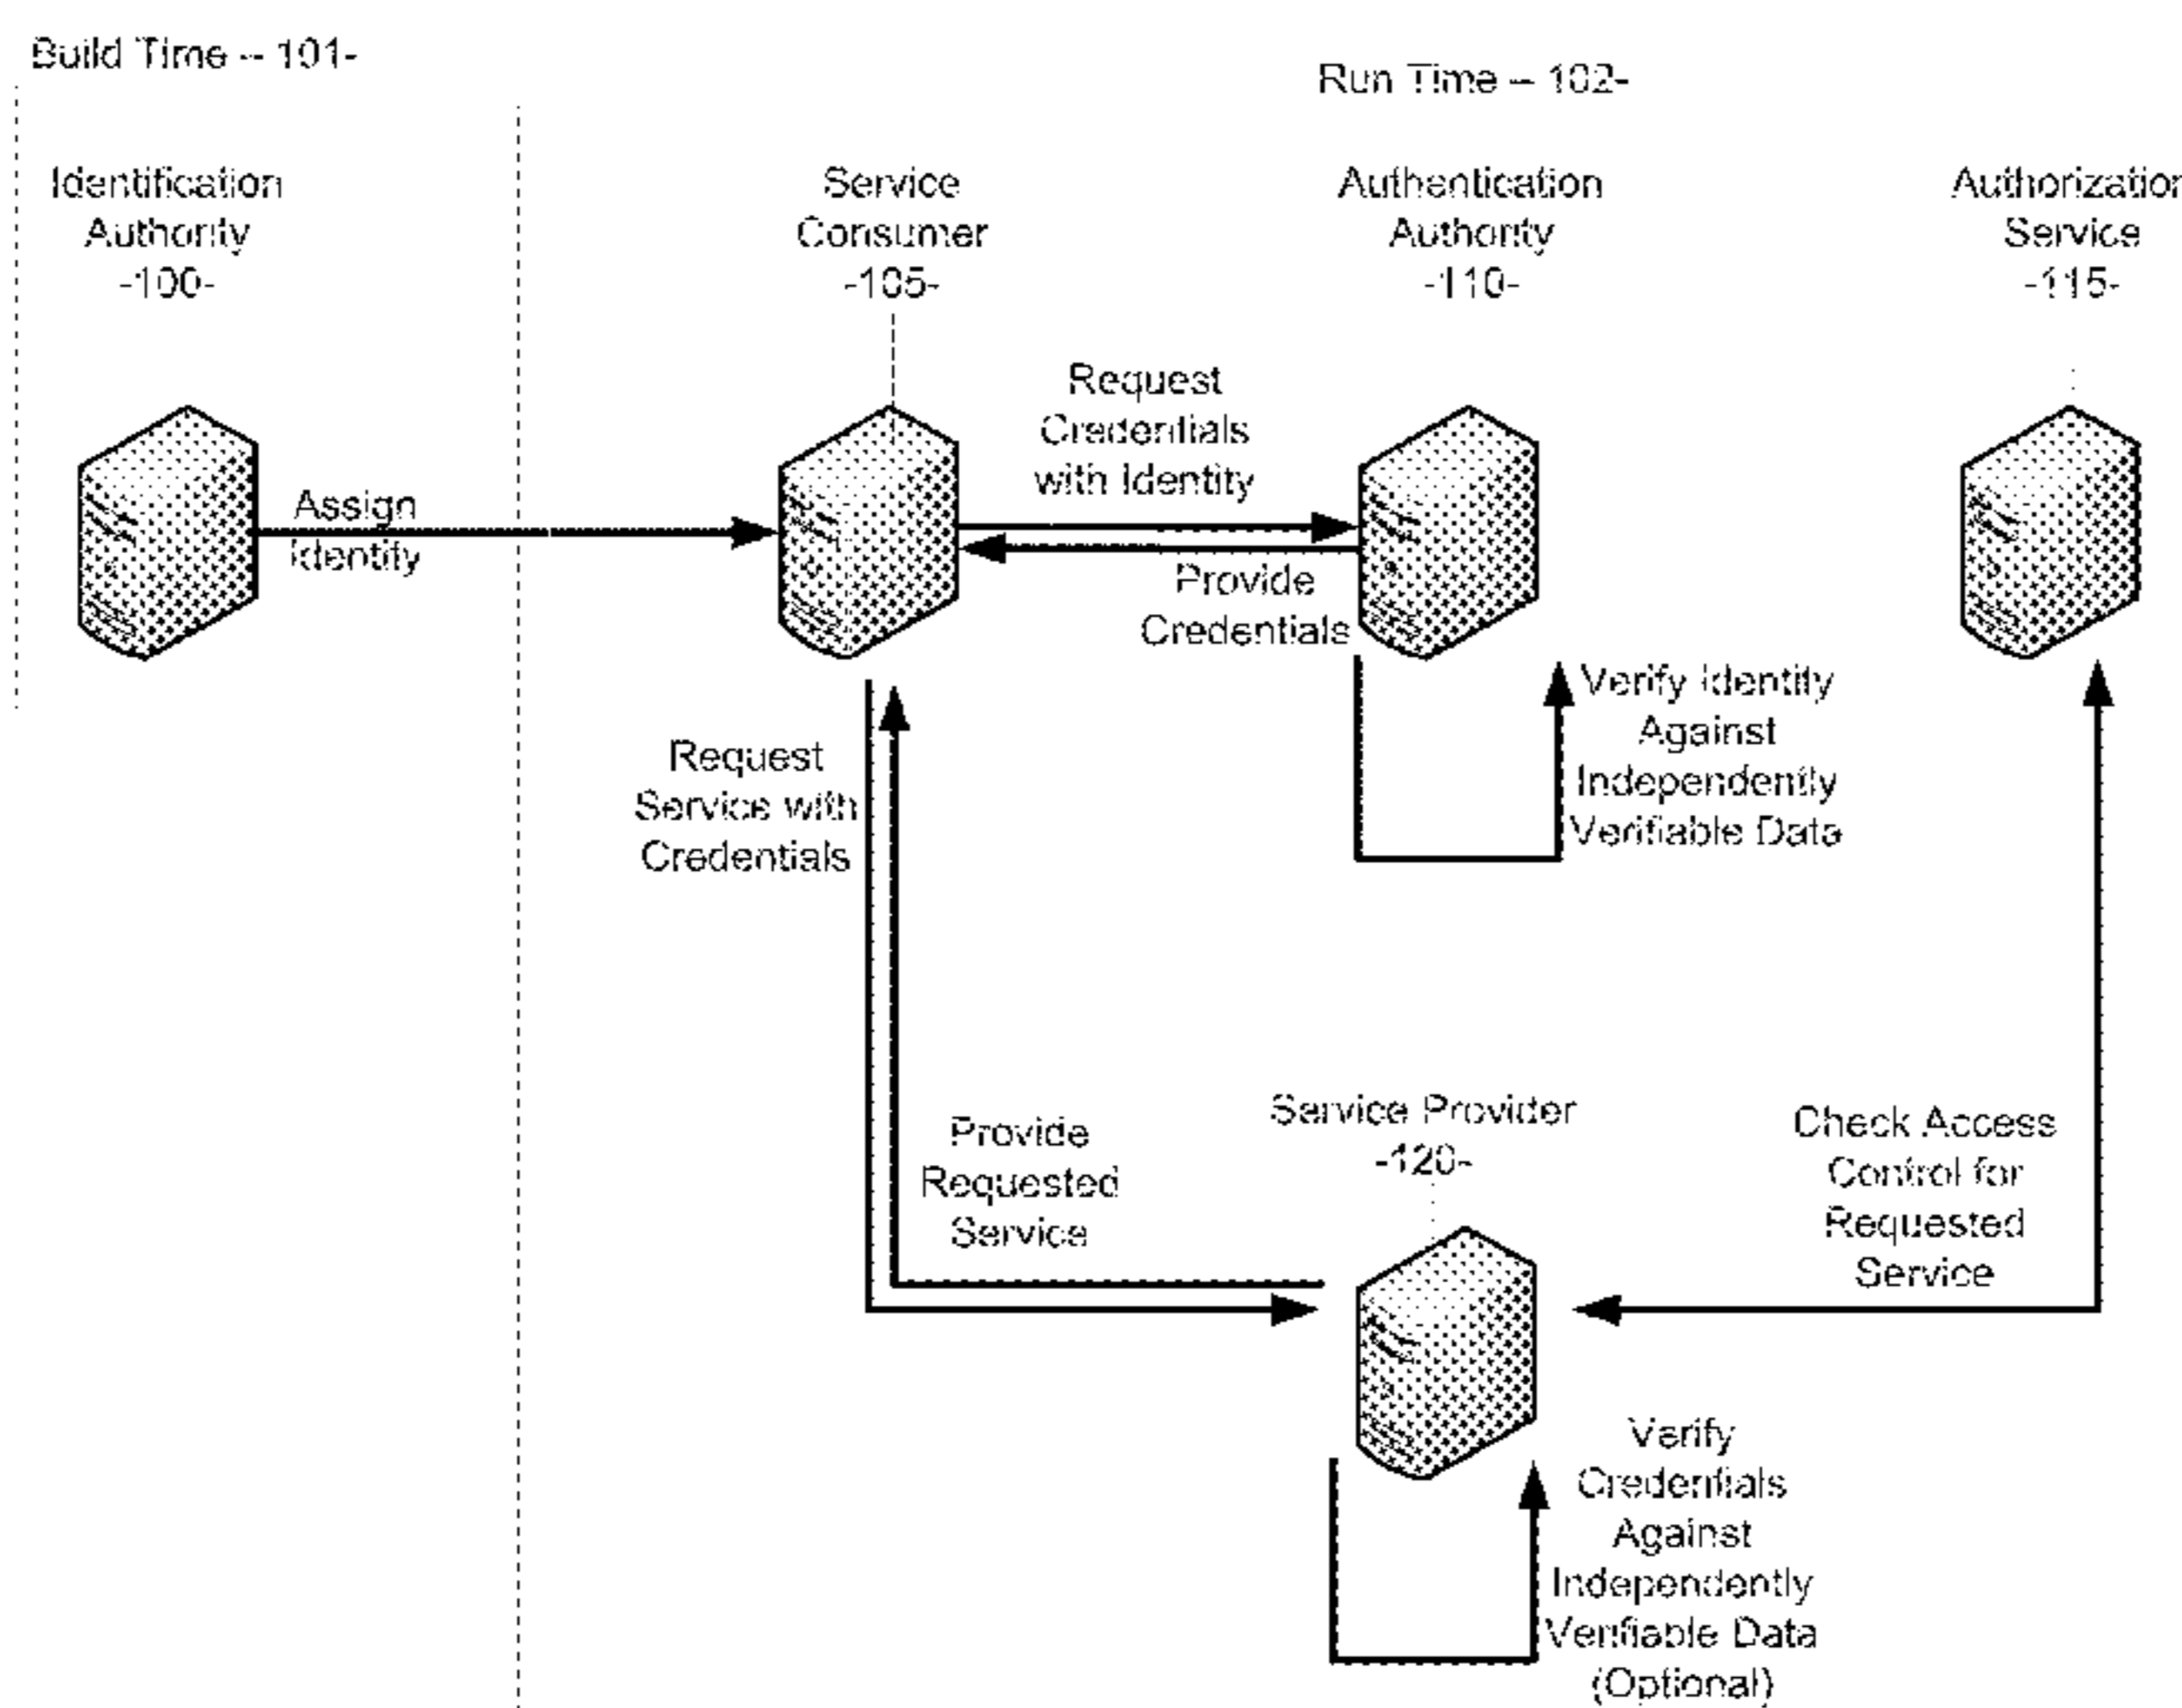 Build Time -- 101-
Run Time -- 102-
Identification
Authority
-100-
Service
Consumer
-105-
Authentication
Authority
-110-
Authorization
Service
-115-
Request
Credentials
with Identity
Assign
Identity
Provide
Credentials
Verify Identity
Against
Independently
Verifiable Data
Request
Service with
Credentials
Provide
Requested
Service
Service Provider
-120-
Check Access
Control for
Requested
Service
Verify
Credentials
Against
Independently
Verifiable Data
(Optional)